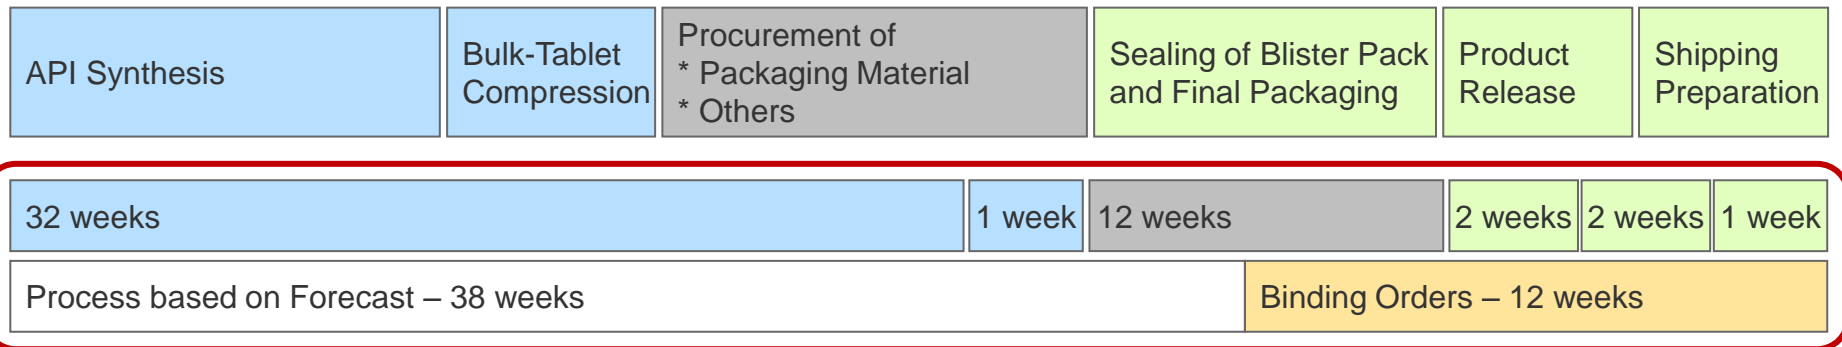 API Synthesis
Bulk-Tablet
Compression
Procurement of
* Packaging Material
* Others
Sealing of Blister Pack
and Final Packaging
Product
Release
Shipping
Preparation
32 weeks
1 week
12 weeks
2 weeks
2 weeks
1 week
Process based on Forecast – 38 weeks
Binding Orders – 12 weeks